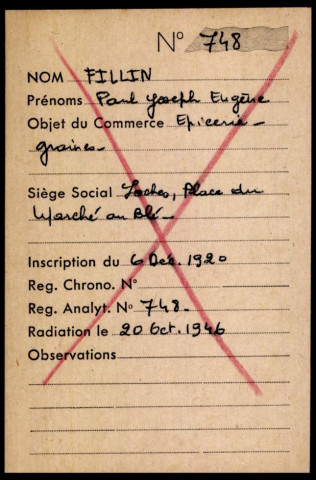 N° 748
NOM FILLIN
Prénoms Paul Joseph Eugène
Objet du Commerce Epicerie -
graines -
Siège Social Loches, Place du
Marché au Blé -
Inscription du 6 Déc. 1920
Reg. Chrono. N°
Reg. Analyt. No 748 -
Radiation le 20 Oct. 1946
Observations